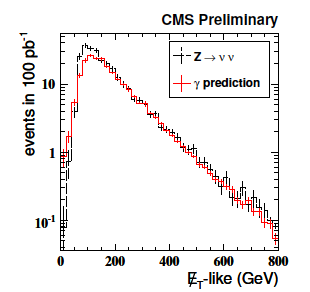 CMS Preliminary
events in 100 pb⁻¹
Z → ν ν
γ prediction
10
1
10⁻¹
0 200 400 600 800
E̸_T-like (GeV)